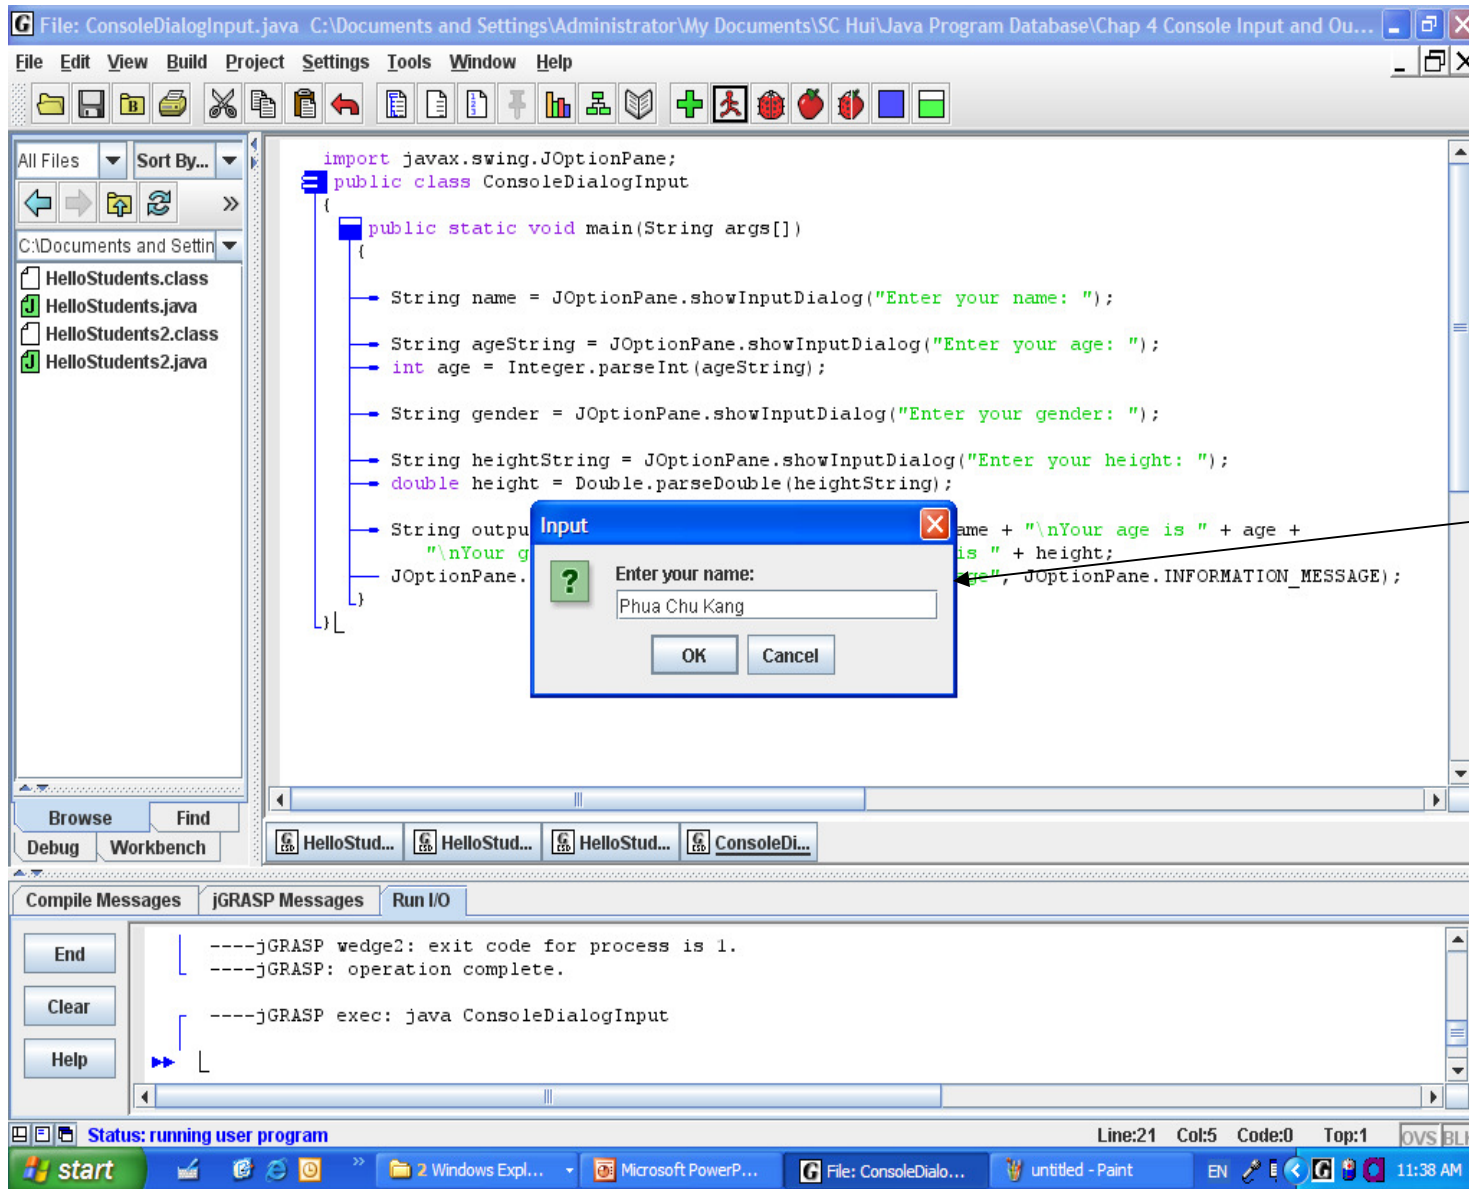 File: ConsoleDialogInput.java  C:\Documents and Settings\Administrator\My Documents\SC Hui\Java Program Database\Chap 4 Console Input and Ou...
File Edit View Build Project Settings Tools Window Help
All Files Sort By...
C:\Documents and Settin
HelloStudents.class
HelloStudents.java
HelloStudents2.class
HelloStudents2.java
Browse Find
Debug Workbench
import javax.swing.JOptionPane;
public class ConsoleDialogInput
{
public static void main(String args[])
{
String name = JOptionPane.showInputDialog("Enter your name: ");
String ageString = JOptionPane.showInputDialog("Enter your age: ");
int age = Integer.parseInt(ageString);
String gender = JOptionPane.showInputDialog("Enter your gender: ");
String heightString = JOptionPane.showInputDialog("Enter your height: ");
double height = Double.parseDouble(heightString);
String outpu ame + "\nYour age is " + age +
"\nYour g is " + height;
JOptionPane. ge", JOptionPane.INFORMATION_MESSAGE);
}
}
Input
Enter your name:
Phua Chu Kang
OK Cancel
HelloStud... HelloStud... HelloStud... ConsoleDi...
Compile Messages jGRASP Messages Run I/O
End
Clear
Help
----jGRASP wedge2: exit code for process is 1.
----jGRASP: operation complete.
----jGRASP exec: java ConsoleDialogInput
Status: running user program Line:21 Col:5 Code:0 Top:1 OVS BL
start 2 Windows Expl... Microsoft PowerP... File: ConsoleDialo... untitled - Paint EN 11:38 AM